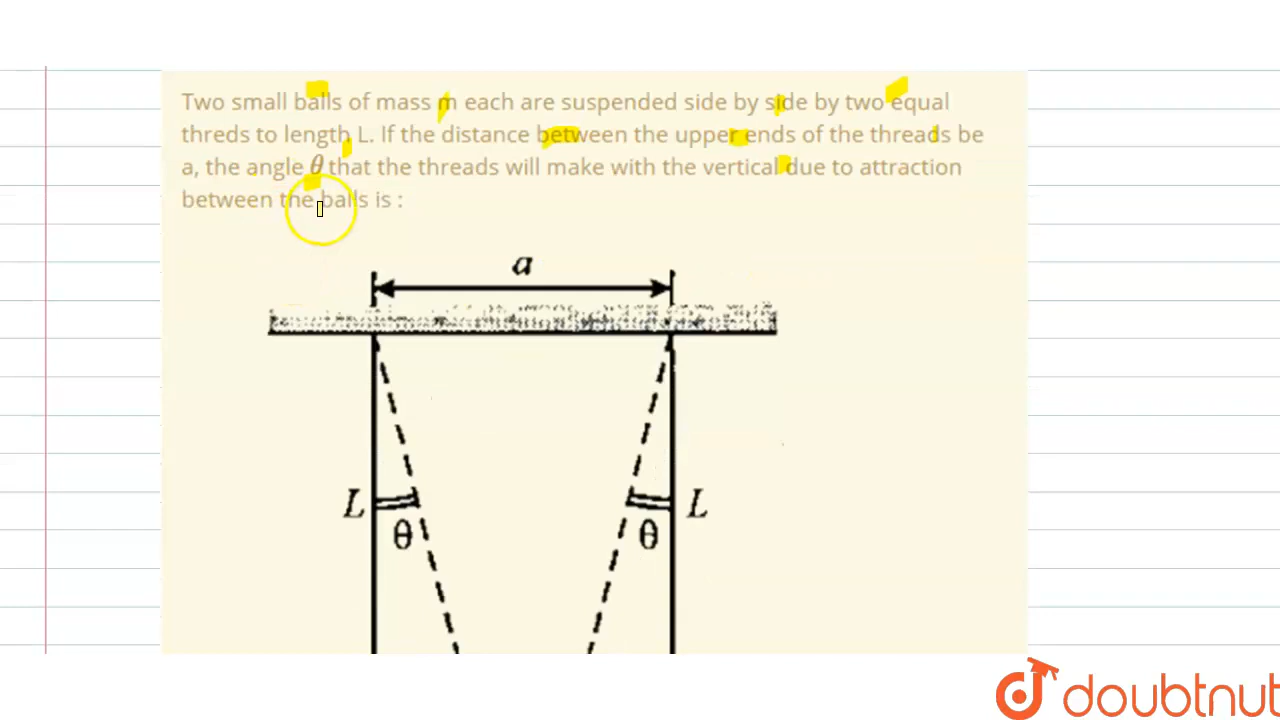 Two small balls of mass m each are suspended side by side by two equal
threds to length L. If the distance between the upper ends of the threads be
a, the angle θ that the threads will make with the vertical due to attraction
between the balls is :
a
L
L
θ
θ
doubtnut